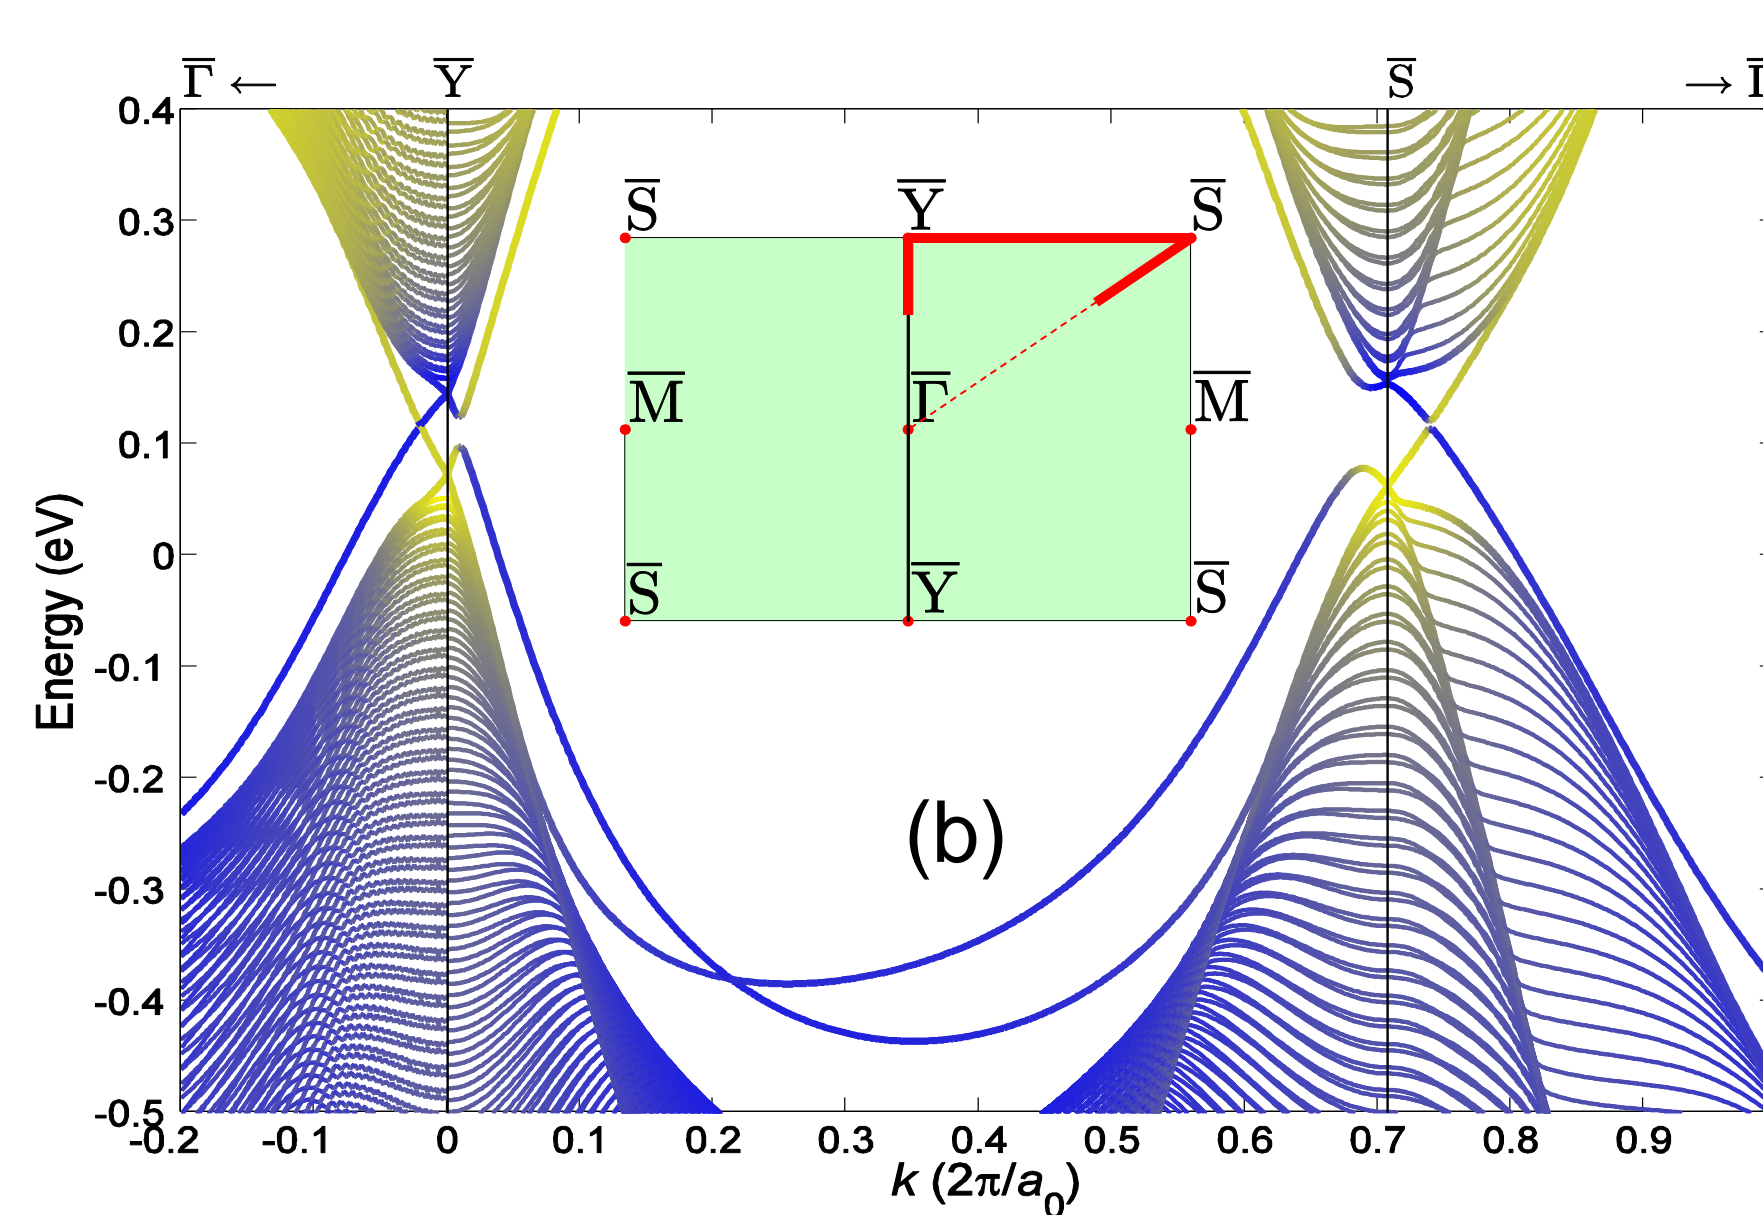 Γ̅ ← Y̅ S̅ →
0.4
0.3
0.2
0.1
0
-0.1
-0.2
-0.3
-0.4
-0.5
Energy (eV)
S̅ Y̅ S̅
M̅ Γ̅ M̅
S̅ Y̅ S̅
(b)
-0.2 -0.1 0 0.1 0.2 0.3 0.4 0.5 0.6 0.7 0.8 0.9
k (2π/a₀)